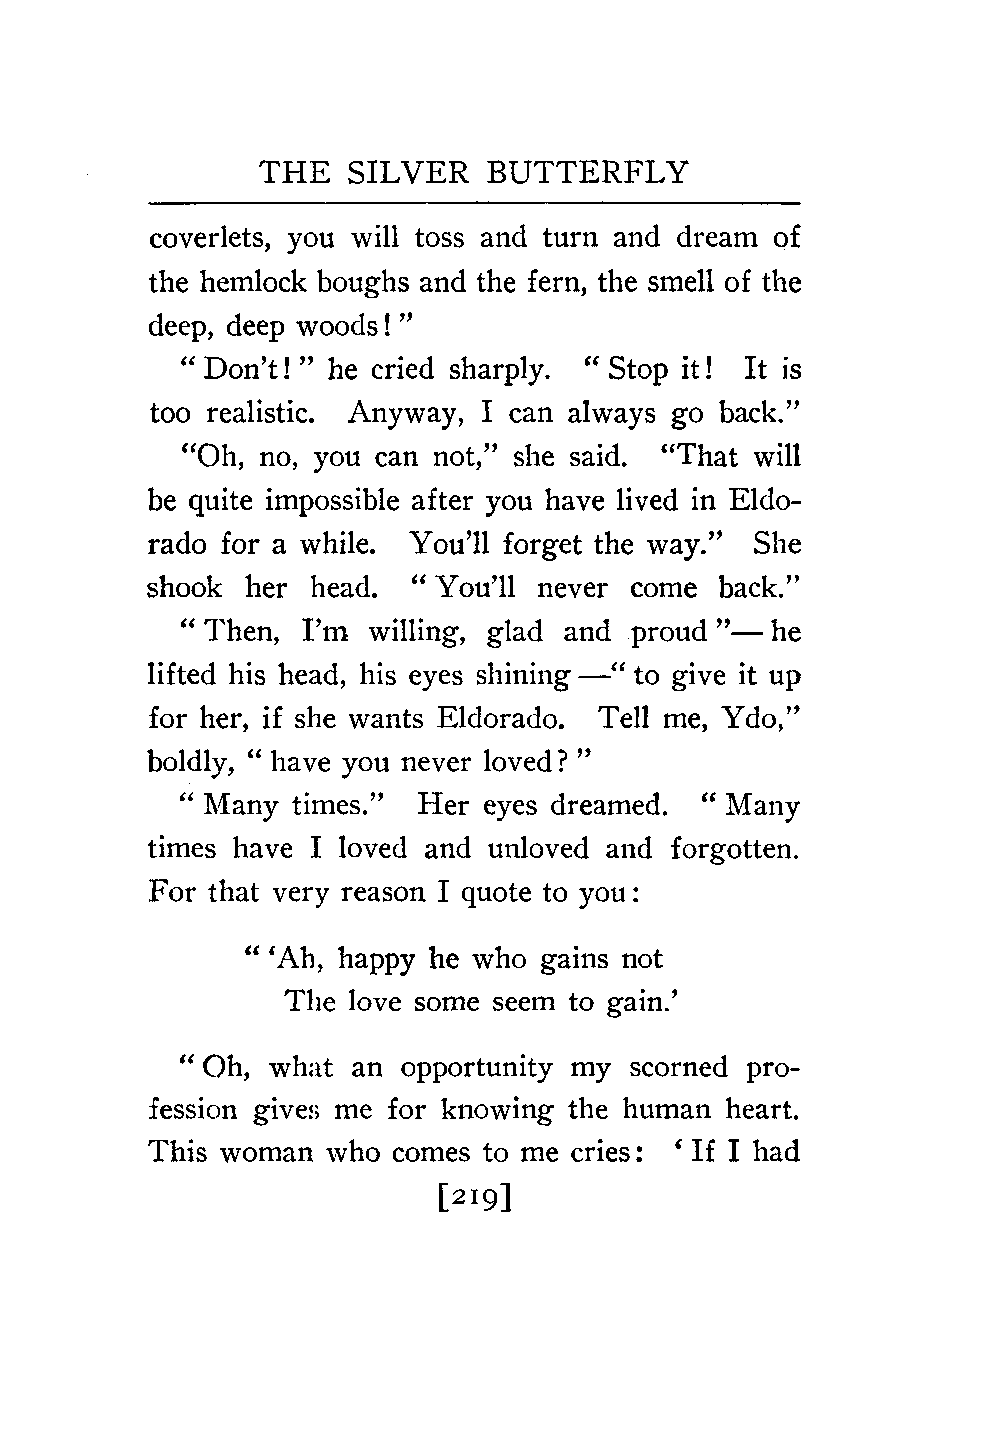 THE SILVER BUTTERFLY
coverlets, you will toss and turn and dream of
the hemlock boughs and the fern, the smell of the
deep, deep woods!”
“Don't!” he cried sharply. “Stop it! It is
too realistic. Anyway, I can always go back.”
“Oh, no, you can not,” she said. “That will
be quite impossible after you have lived in Eldo-
rado for a while. You'll forget the way.” She
shook her head. “You'll never come back.”
“Then, I'm willing, glad and proud”—he
lifted his head, his eyes shining—“to give it up
for her, if she wants Eldorado. Tell me, Ydo,”
boldly, “have you never loved?”
“Many times.” Her eyes dreamed. “Many
times have I loved and unloved and forgotten.
For that very reason I quote to you:
“‘Ah, happy he who gains not
The love some seem to gain.’
“Oh, what an opportunity my scorned pro-
fession gives me for knowing the human heart.
This woman who comes to me cries: ‘If I had
[219]